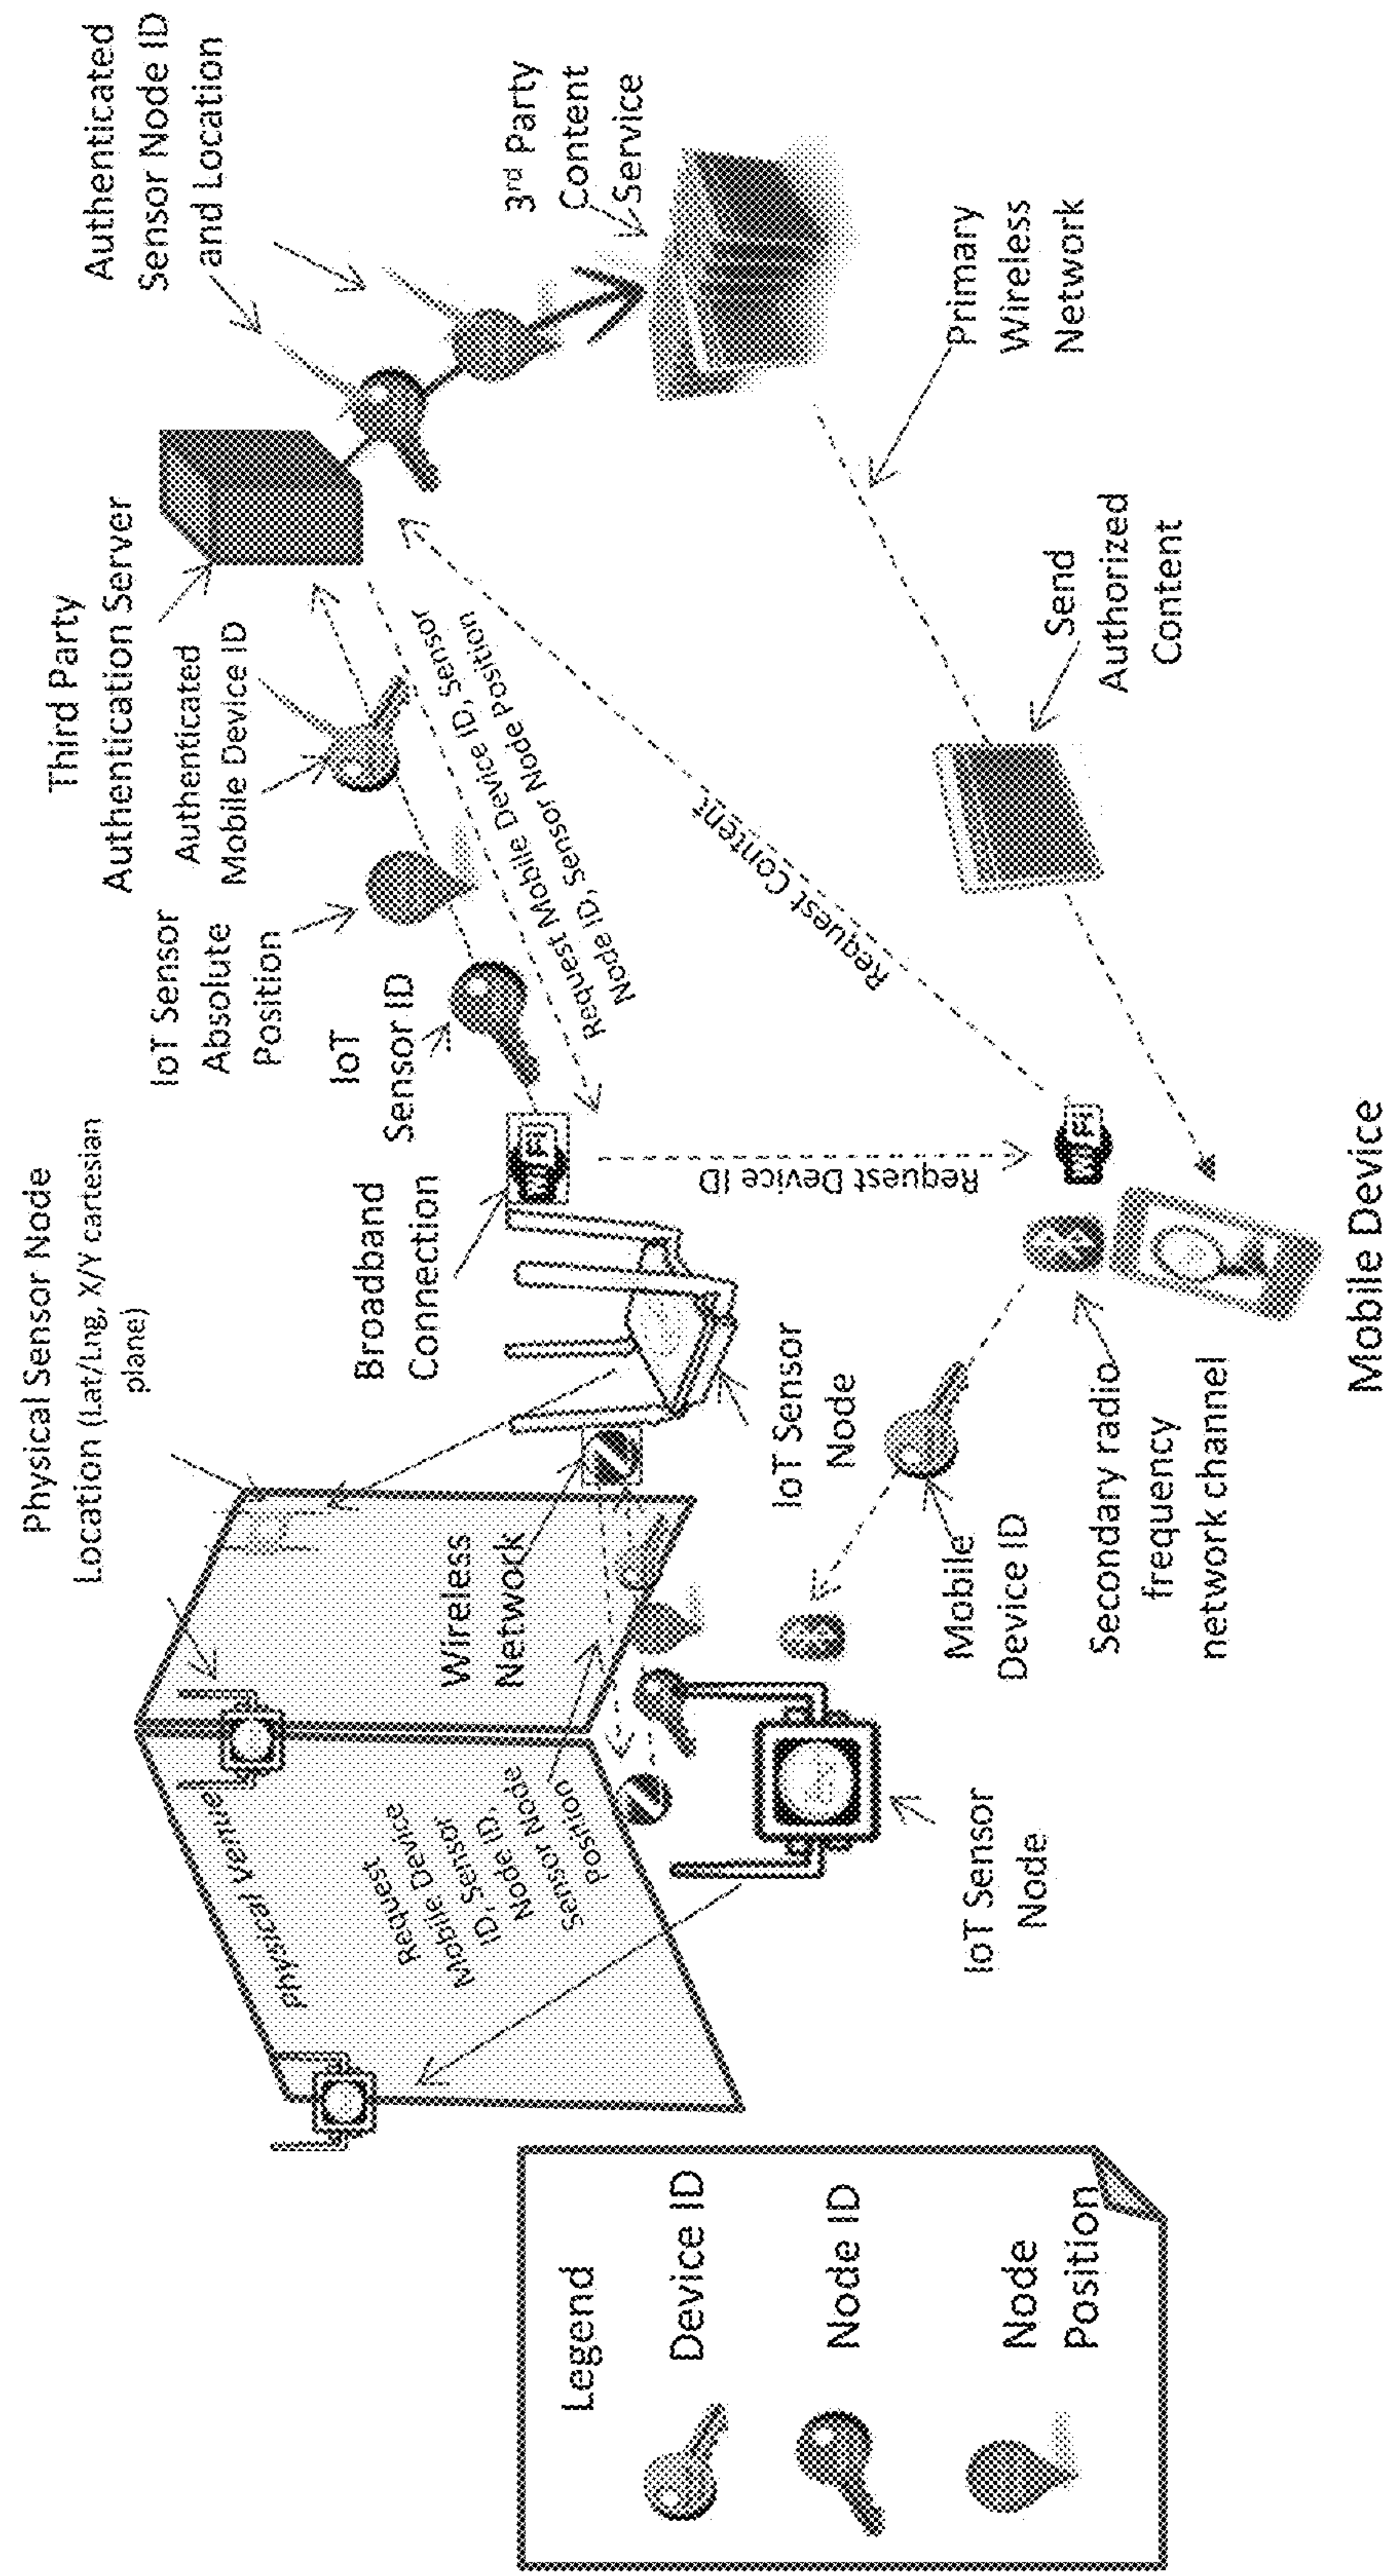 Physical Sensor Node
Location (Lat/Lng, X/Y cartesian
plane)
Third Party
Authentication Server
Authenticated
Sensor Node ID
and Location
Authenticated
Mobile Device ID
IoT Sensor
Absolute
Position
IoT
Sensor ID
Broadband
Connection
3rd Party
Content
Service
Physical Venue
Request
Mobile Device
ID, Sensor
Node ID,
Sensor Node
Position
Wireless
Network
Wi Fi
Request Mobile Device ID, Sensor
Node ID, Sensor Node Position
Request Content
Request Device ID
Primary
Wireless
Network
IoT Sensor
Node
IoT Sensor
Node
Mobile
Device ID
Secondary radio
frequency
network channel
Wi Fi
Send
Authorized
Content
Mobile Device
Legend
Device ID
Node ID
Node
Position